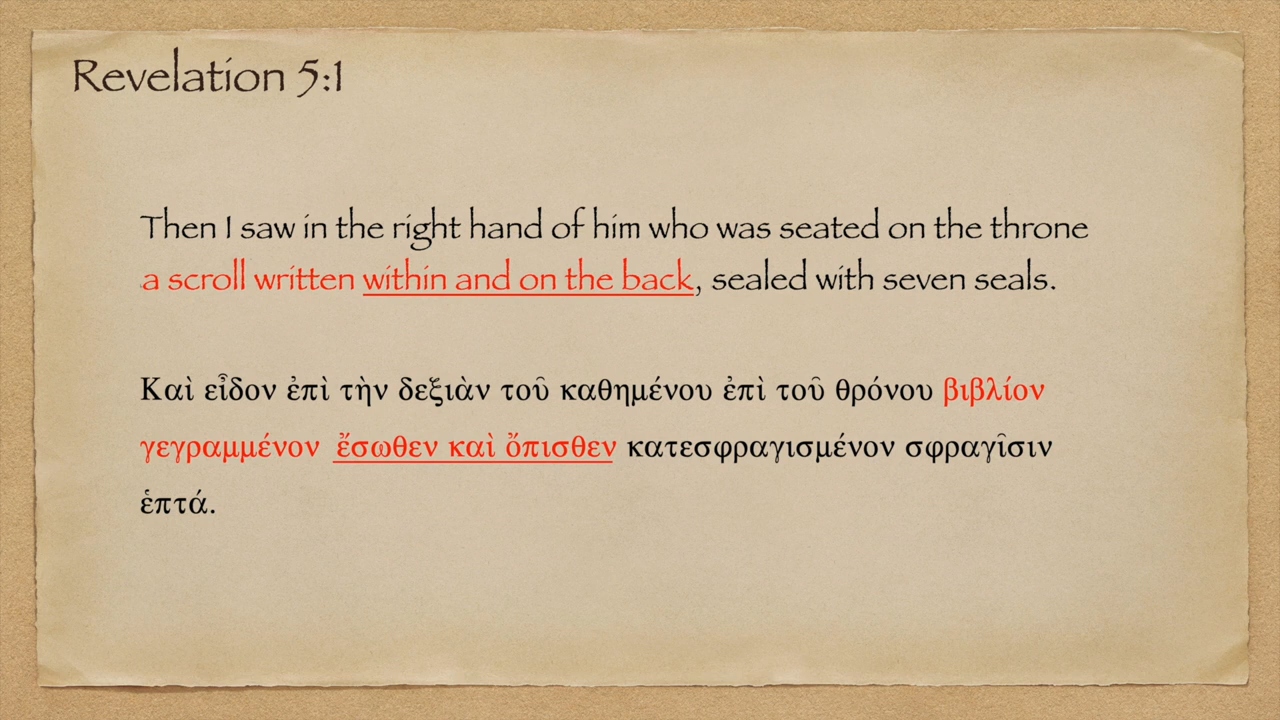 Revelation 5:1
Then I saw in the right hand of him who was seated on the throne
a scroll written within and on the back, sealed with seven seals.
Καὶ εἶδον ἐπὶ τὴν δεξιὰν τοῦ καθημένου ἐπὶ τοῦ θρόνου βιβλίον
γεγραμμένον ἔσωθεν καὶ ὄπισθεν κατεσφραγισμένον σφραγῖσιν
ἑπτά.